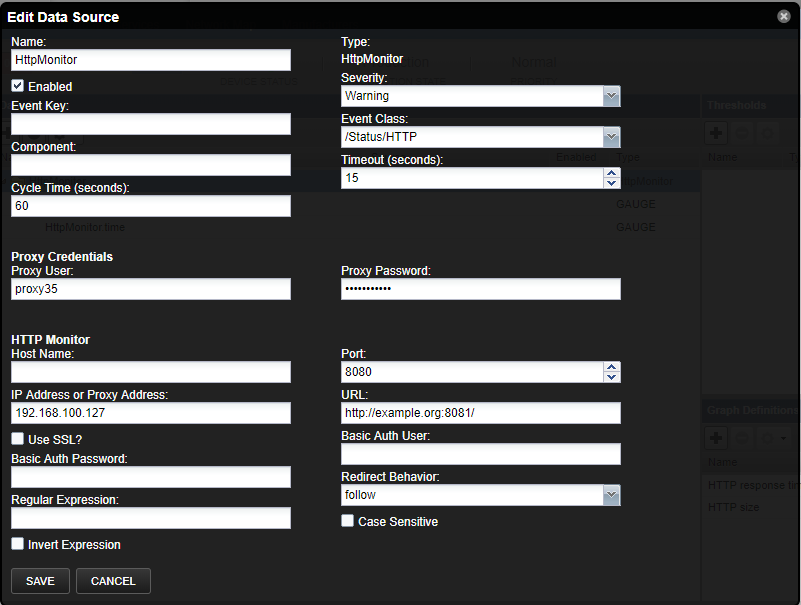 Edit Data Source
Name:
HttpMonitor
Enabled
Event Key:
Component:
Cycle Time (seconds):
60
Type:
HttpMonitor
Severity:
Warning
Event Class:
/Status/HTTP
Timeout (seconds):
15
Proxy Credentials
Proxy User:
proxy35
Proxy Password:
•••••••••••
HTTP Monitor
Host Name:
IP Address or Proxy Address:
192.168.100.127
Use SSL?
Basic Auth Password:
Regular Expression:
Invert Expression
Port:
8080
URL:
http://example.org:8081/
Basic Auth User:
Redirect Behavior:
follow
Case Sensitive
SAVE
CANCEL
Normal
Enabled
Type
GAUGE
HttpMonitor.time
GAUGE
Thresholds
Name
Graph Definitions
Name
HTTP response tim
HTTP size